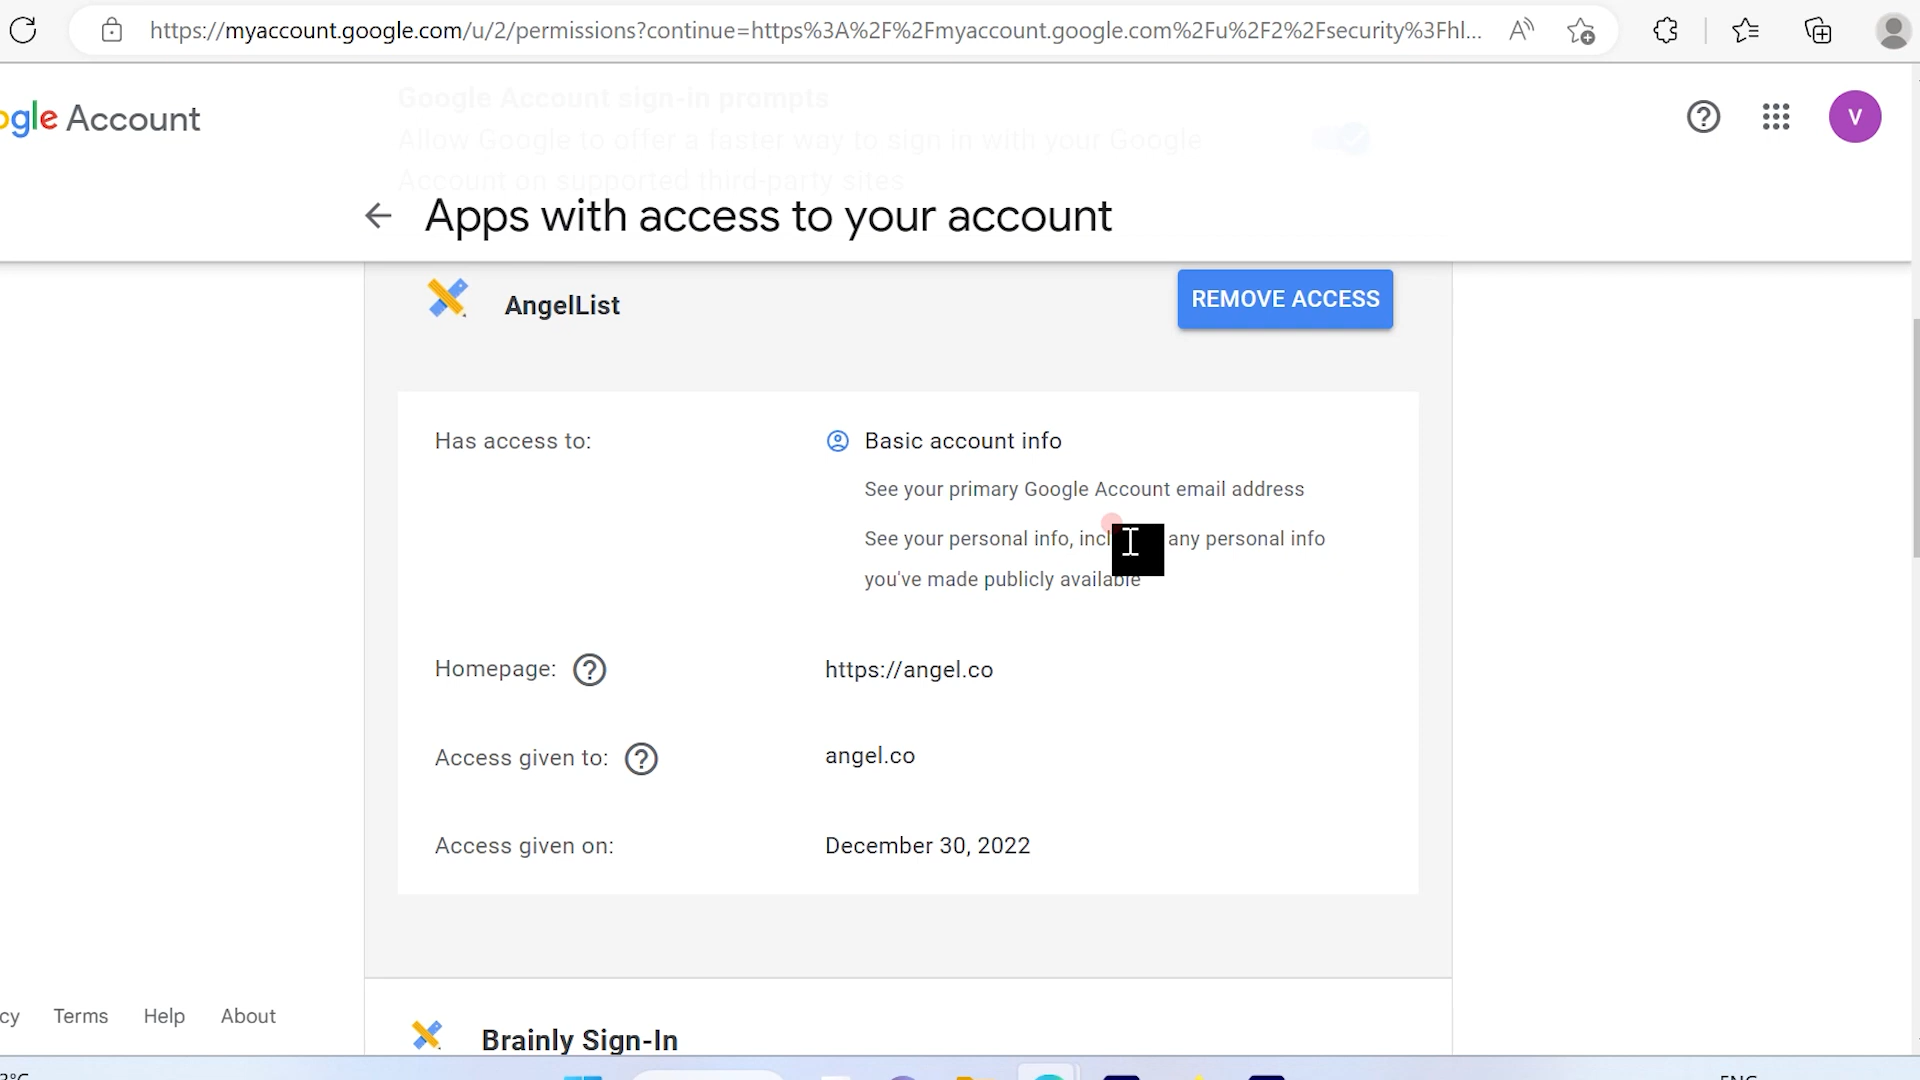 https://myaccount.google.com/u/2/permissions?continue=https%3A%2F%2Fmyaccount.google.com%2Fu%2F2%2Fsecurity%3Fhl...
ogle Account
Google Account sign-in prompts
Allow Google to offer a faster way to sign in with your Google
Account on supported third-party sites
V
Apps with access to your account
AngelList
REMOVE ACCESS
Has access to:
Basic account info
See your primary Google Account email address
See your personal info, incl any personal info
you've made publicly available
Homepage:
https://angel.co
Access given to:
angel.co
Access given on:
December 30, 2022
cy Terms Help About
Brainly Sign-In
3°C
ENG